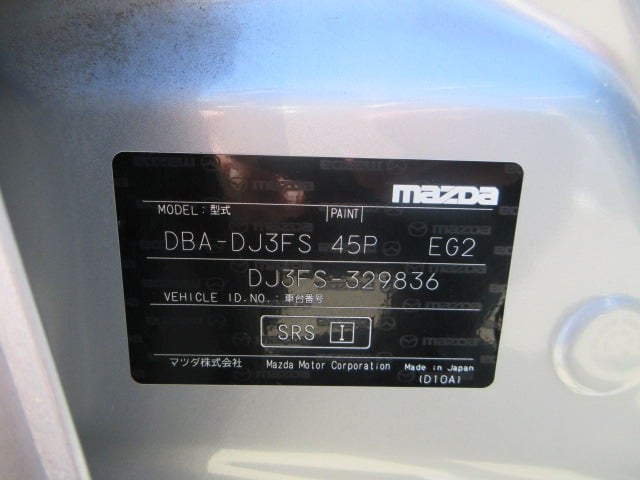 mazda
MODEL: 型式 PAINT
DBA-DJ3FS 45P EG2
DJ3FS-329836
VEHICLE ID.NO.: 車台番号
SRS I
マツダ株式会社 Mazda Motor Corporation Made in Japan
(D10A)